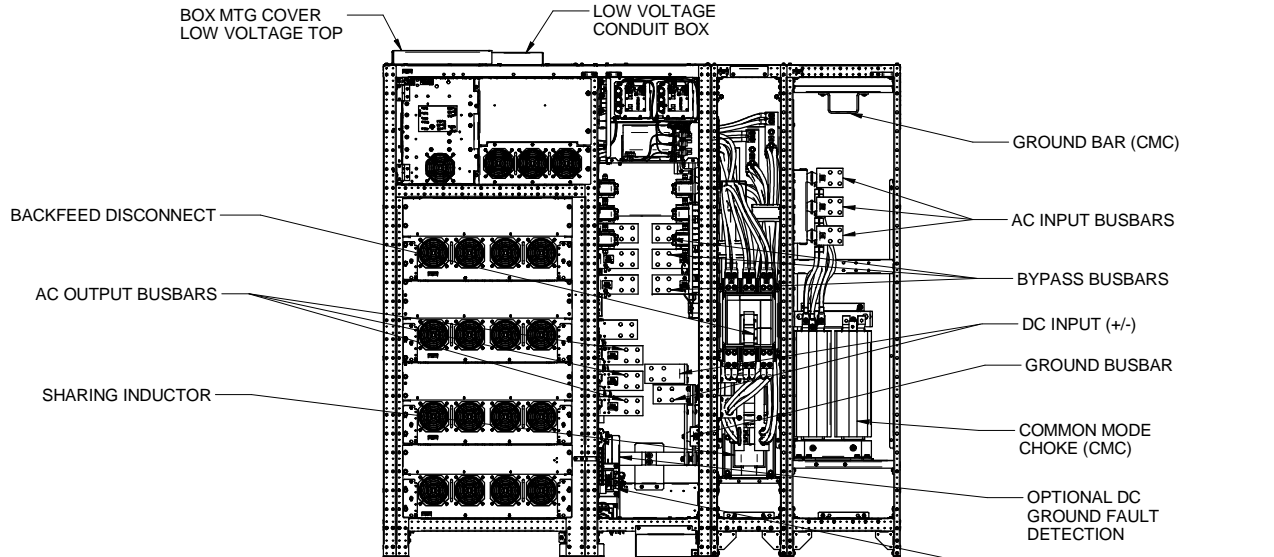 BOX MTG COVER
LOW VOLTAGE TOP
LOW VOLTAGE
CONDUIT BOX
GROUND BAR (CMC)
BACKFEED DISCONNECT
AC INPUT BUSBARS
BYPASS BUSBARS
AC OUTPUT BUSBARS
DC INPUT (+/-)
GROUND BUSBAR
SHARING INDUCTOR
COMMON MODE
CHOKE (CMC)
OPTIONAL DC
GROUND FAULT
DETECTION